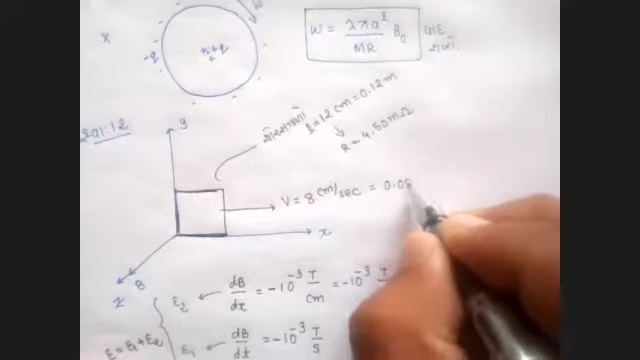 x
-q
++q
W
W = λπa² / MR B₀
y
l = 12 cm = 0.12 m
R = 4.50 mΩ
V = 8 cm/sec = 0.08
x
z
B
E₂ ← dB/dx = -10⁻³ T/cm = -10⁻³ T
E = E₁ + E₂
E₁ ← dB/dt = -10⁻³ T/s